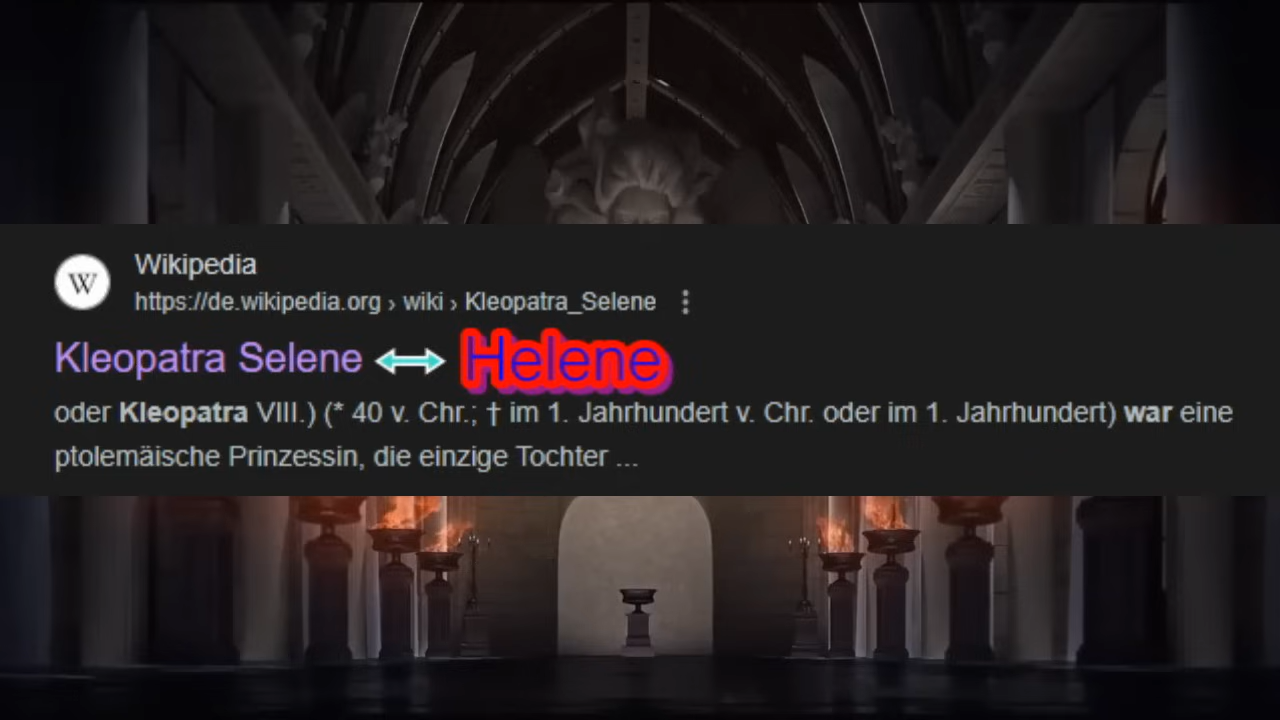 W
Wikipedia
https://de.wikipedia.org › wiki › Kleopatra_Selene
Kleopatra Selene Helene
oder Kleopatra VIII.) (* 40 v. Chr.; † im 1. Jahrhundert v. Chr. oder im 1. Jahrhundert) war eine
ptolemäische Prinzessin, die einzige Tochter ...